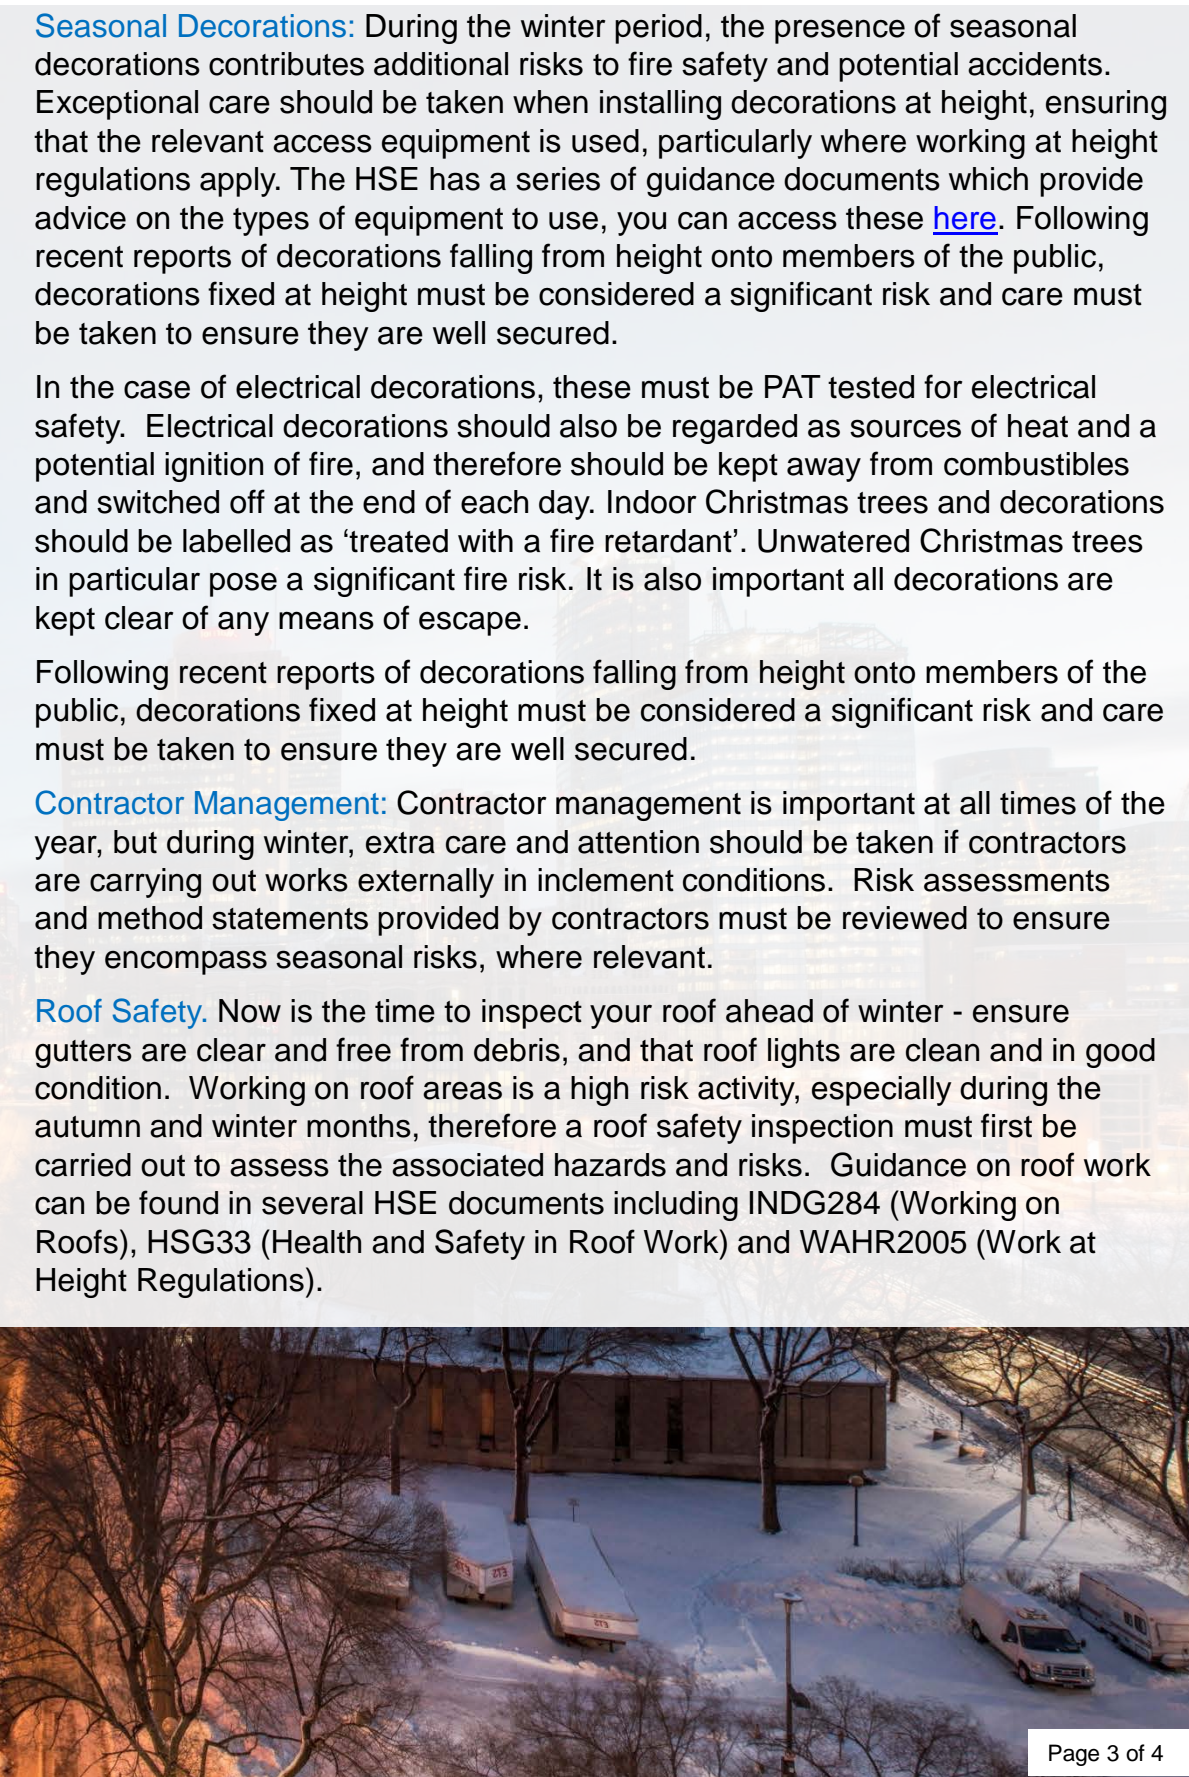 Seasonal Decorations: During the winter period, the presence of seasonal
decorations contributes additional risks to fire safety and potential accidents.
Exceptional care should be taken when installing decorations at height, ensuring
that the relevant access equipment is used, particularly where working at height
regulations apply. The HSE has a series of guidance documents which provide
advice on the types of equipment to use, you can access these here. Following
recent reports of decorations falling from height onto members of the public,
decorations fixed at height must be considered a significant risk and care must
be taken to ensure they are well secured.
In the case of electrical decorations, these must be PAT tested for electrical
safety.  Electrical decorations should also be regarded as sources of heat and a
potential ignition of fire, and therefore should be kept away from combustibles
and switched off at the end of each day. Indoor Christmas trees and decorations
should be labelled as ‘treated with a fire retardant’. Unwatered Christmas trees
in particular pose a significant fire risk. It is also important all decorations are
kept clear of any means of escape.
Following recent reports of decorations falling from height onto members of the
public, decorations fixed at height must be considered a significant risk and care
must be taken to ensure they are well secured.
Contractor Management: Contractor management is important at all times of the
year, but during winter, extra care and attention should be taken if contractors
are carrying out works externally in inclement conditions.  Risk assessments
and method statements provided by contractors must be reviewed to ensure
they encompass seasonal risks, where relevant.
Roof Safety. Now is the time to inspect your roof ahead of winter - ensure
gutters are clear and free from debris, and that roof lights are clean and in good
condition.  Working on roof areas is a high risk activity, especially during the
autumn and winter months, therefore a roof safety inspection must first be
carried out to assess the associated hazards and risks.  Guidance on roof work
can be found in several HSE documents including INDG284 (Working on
Roofs), HSG33 (Health and Safety in Roof Work) and WAHR2005 (Work at
Height Regulations).
Page 3 of 4